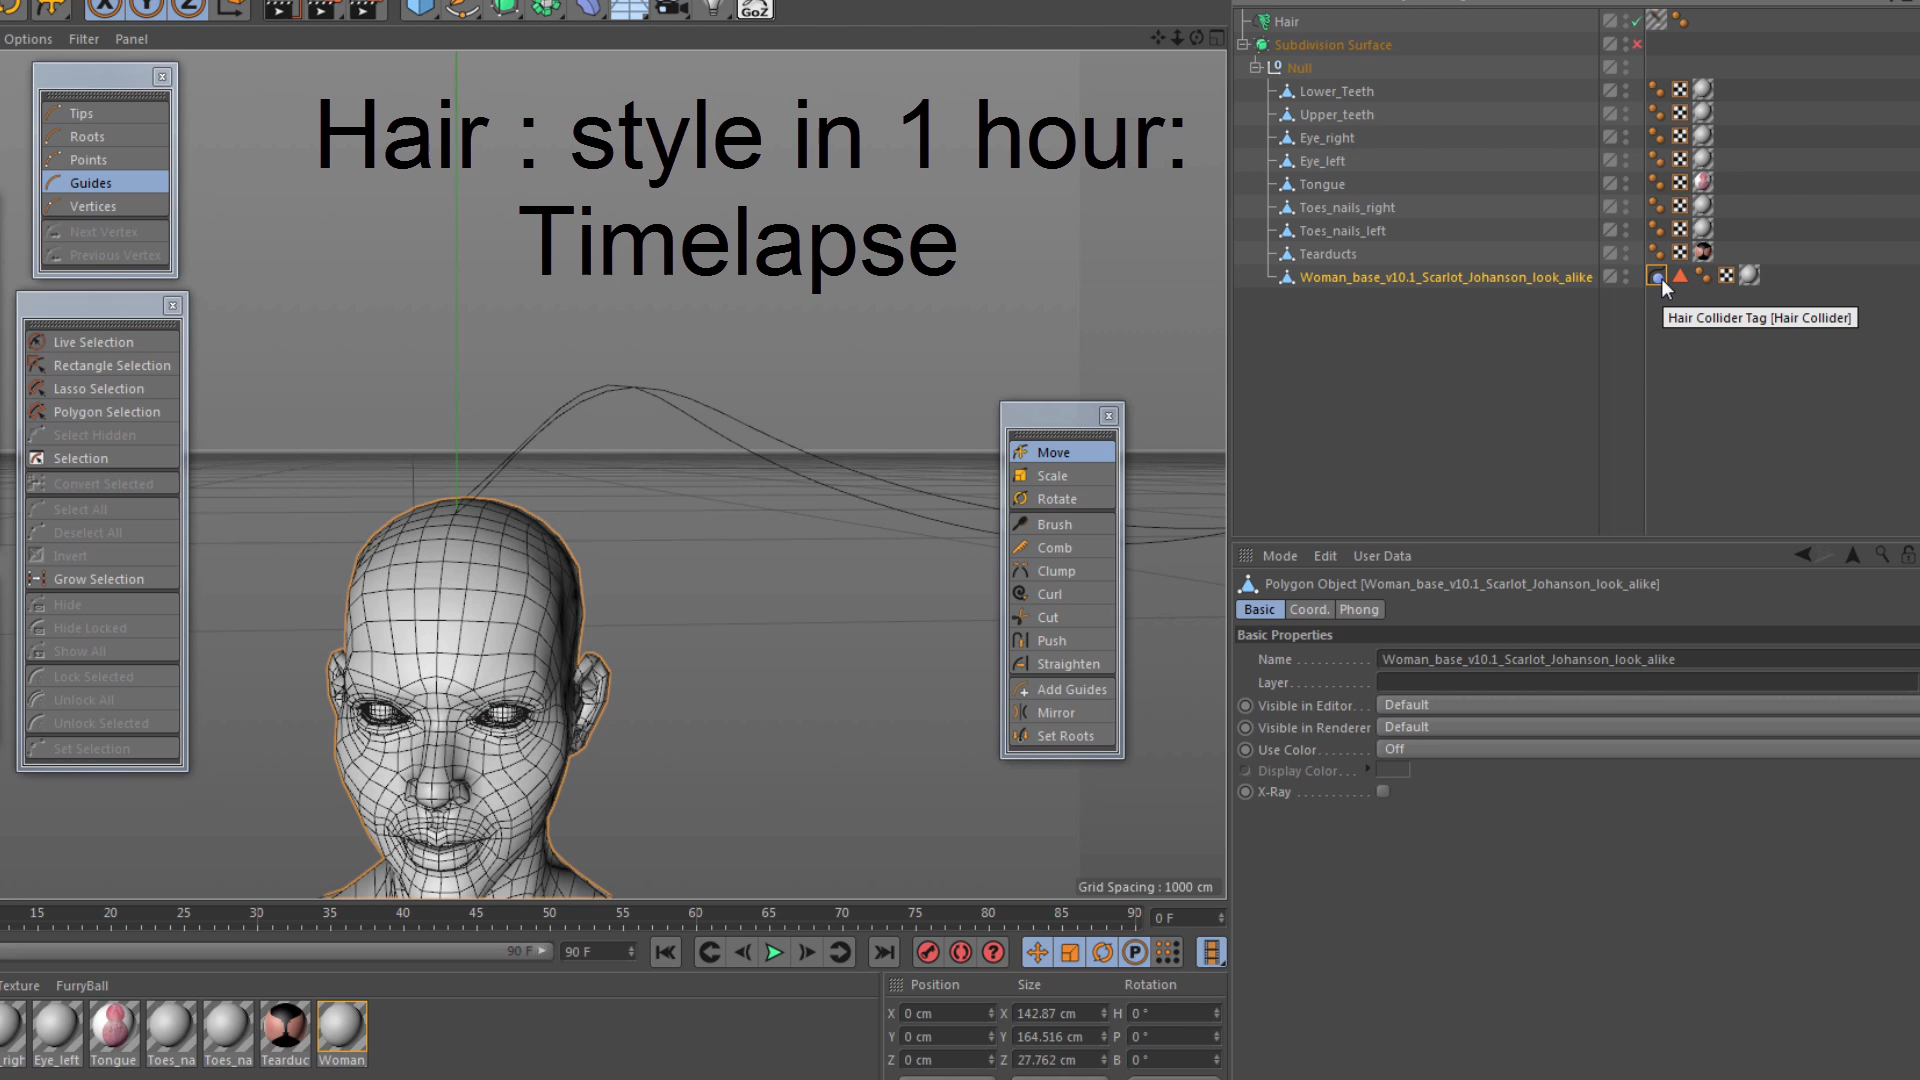 GoZ
Options Filter Panel
Hair : style in 1 hour:
Timelapse
Tips
Roots
Points
Guides
Vertices
Next Vertex
Previous Vertex
Live Selection
Rectangle Selection
Lasso Selection
Polygon Selection
Select Hidden
Selection
Convert Selected
Select All
Deselect All
Invert
Grow Selection
Hide
Hide Locked
Show All
Lock Selected
Unlock All
Unlock Selected
Set Selection
Move
Scale
Rotate
Brush
Comb
Clump
Curl
Cut
Push
Straighten
Add Guides
Mirror
Set Roots
Grid Spacing : 1000 cm
15 20 25 30 35 40 45 50 55 60 65 70 75 80 85 90 0 F
90 F 90 F
P
Texture FurryBall
Eye_left Tongue Toes_na Toes_na Tearduc Woman
Position Size Rotation
X 0 cm X 142.87 cm H 0 °
Y 0 cm Y 164.516 cm P 0 °
Z 0 cm Z 27.762 cm B 0 °
Hair
Subdivision Surface
Null
Lower_Teeth
Upper_teeth
Eye_right
Eye_left
Tongue
Toes_nails_right
Toes_nails_left
Tearducts
Woman_base_v10.1_Scarlot_Johanson_look_alike
Hair Collider Tag [Hair Collider]
Mode Edit User Data
Polygon Object [Woman_base_v10.1_Scarlot_Johanson_look_alike]
Basic Coord. Phong
Basic Properties
Name . . . . . . . . . . . Woman_base_v10.1_Scarlot_Johanson_look_alike
Layer. . . . . . . . . . . .
Visible in Editor. . . Default
Visible in Renderer Default
Use Color. . . . . . . . Off
Display Color. . .
X-Ray . . . . . . . . . . .